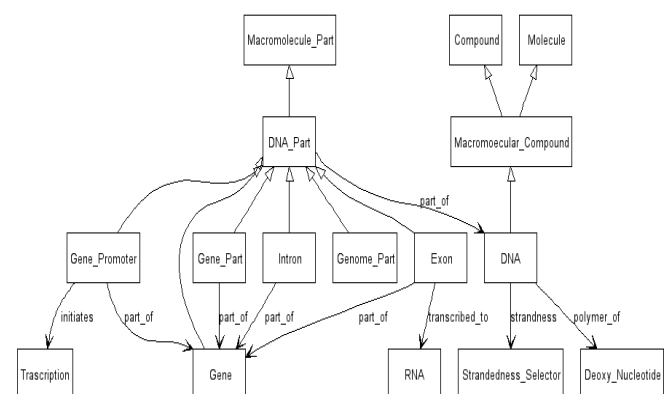 Macromolecule_Part
Compound
Molecule
DNA_Part
Macromoecular_Compound
part_of
Gene_Promoter
Gene_Part
Intron
Genome_Part
Exon
DNA
initiates
part_of
part_of
part_of
part_of
transcribed_to
strandness
polymer_of
Trascription
Gene
RNA
Strandedness_Selector
Deoxy_Nucleotide